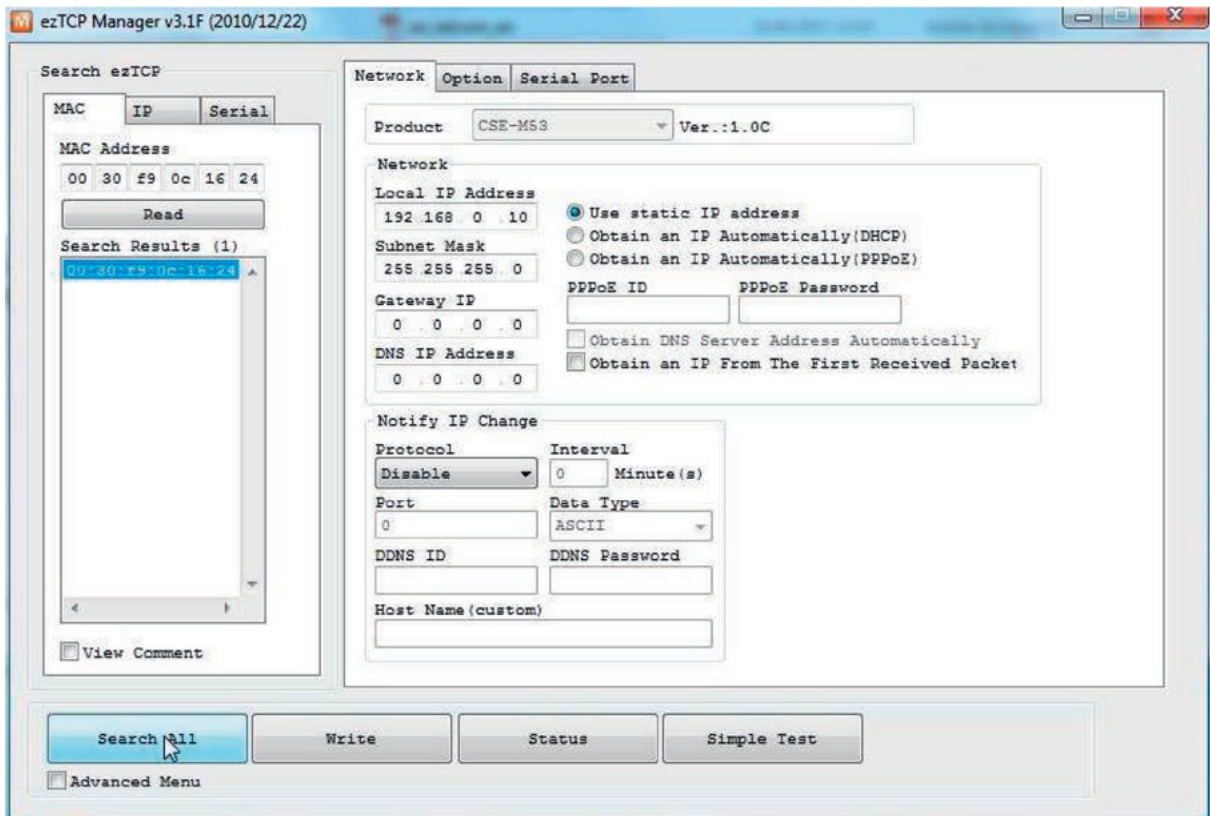 ezTCP Manager v3.1F (2010/12/22)
Search ezTCP
MAC IP Serial
MAC Address
00 30 f9 0c 16 24
Read
Search Results (1)
00:30:f9:0c:16:24
View Comment
Network Option Serial Port
Product CSE-M53 Ver.:1.0C
Network
Local IP Address
192 .168 . 0 . 10
Subnet Mask
255 .255 .255 . 0
Gateway IP
0 . 0 . 0 . 0
DNS IP Address
0 . 0 . 0 . 0
Use static IP address
Obtain an IP Automatically(DHCP)
Obtain an IP Automatically(PPPoE)
PPPoE ID PPPoE Password
Obtain DNS Server Address Automatically
Obtain an IP From The First Received Packet
Notify IP Change
Protocol Interval
Disable 0 Minute(s)
Port Data Type
0 ASCII
DDNS ID DDNS Password
Host Name(custom)
Search All Write Status Simple Test
Advanced Menu